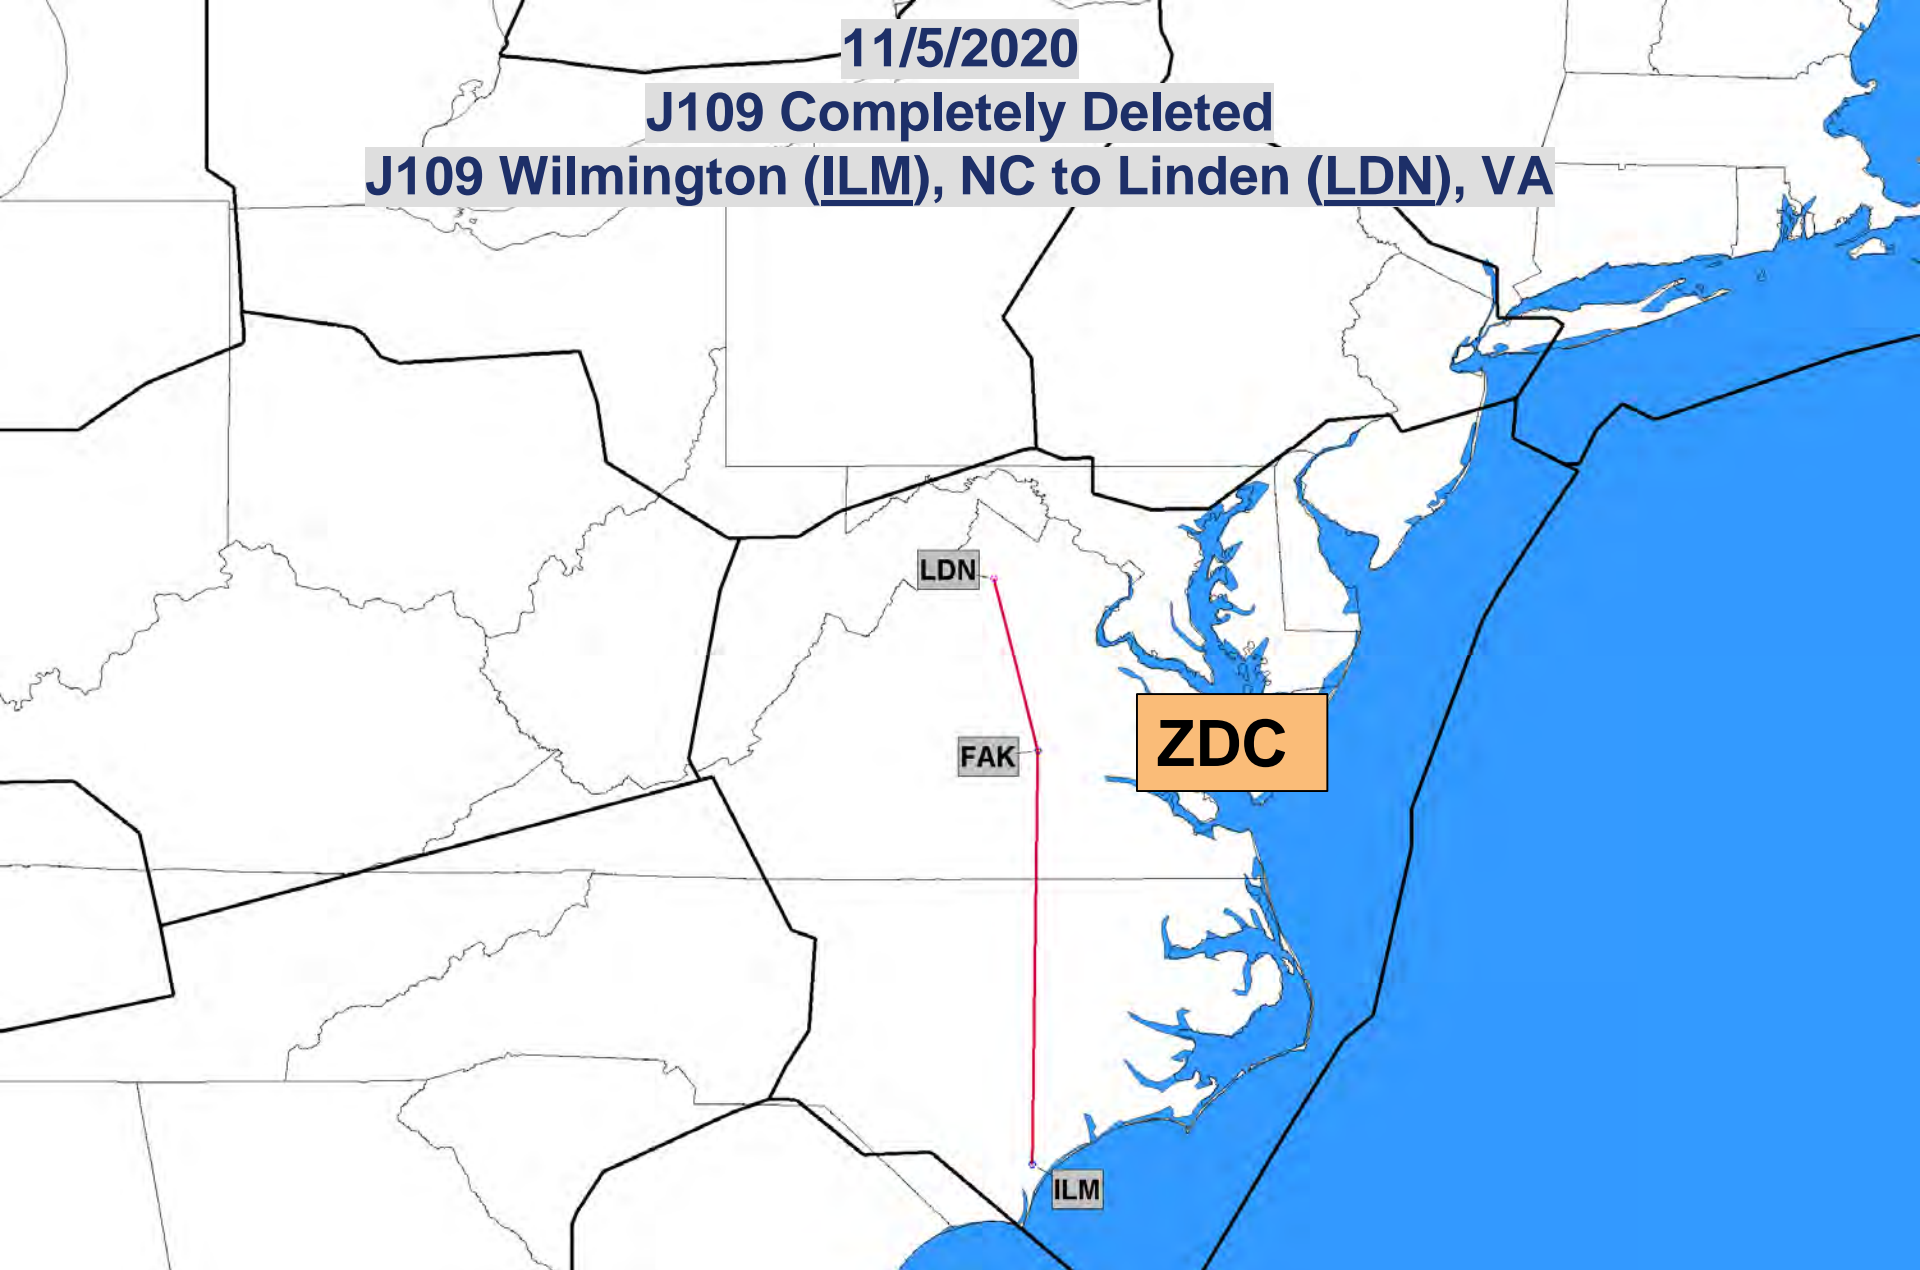 11/5/2020
J109 Completely Deleted
J109 Wilmington (ILM), NC to Linden (LDN), VA
LDN
FAK
ZDC
ILM